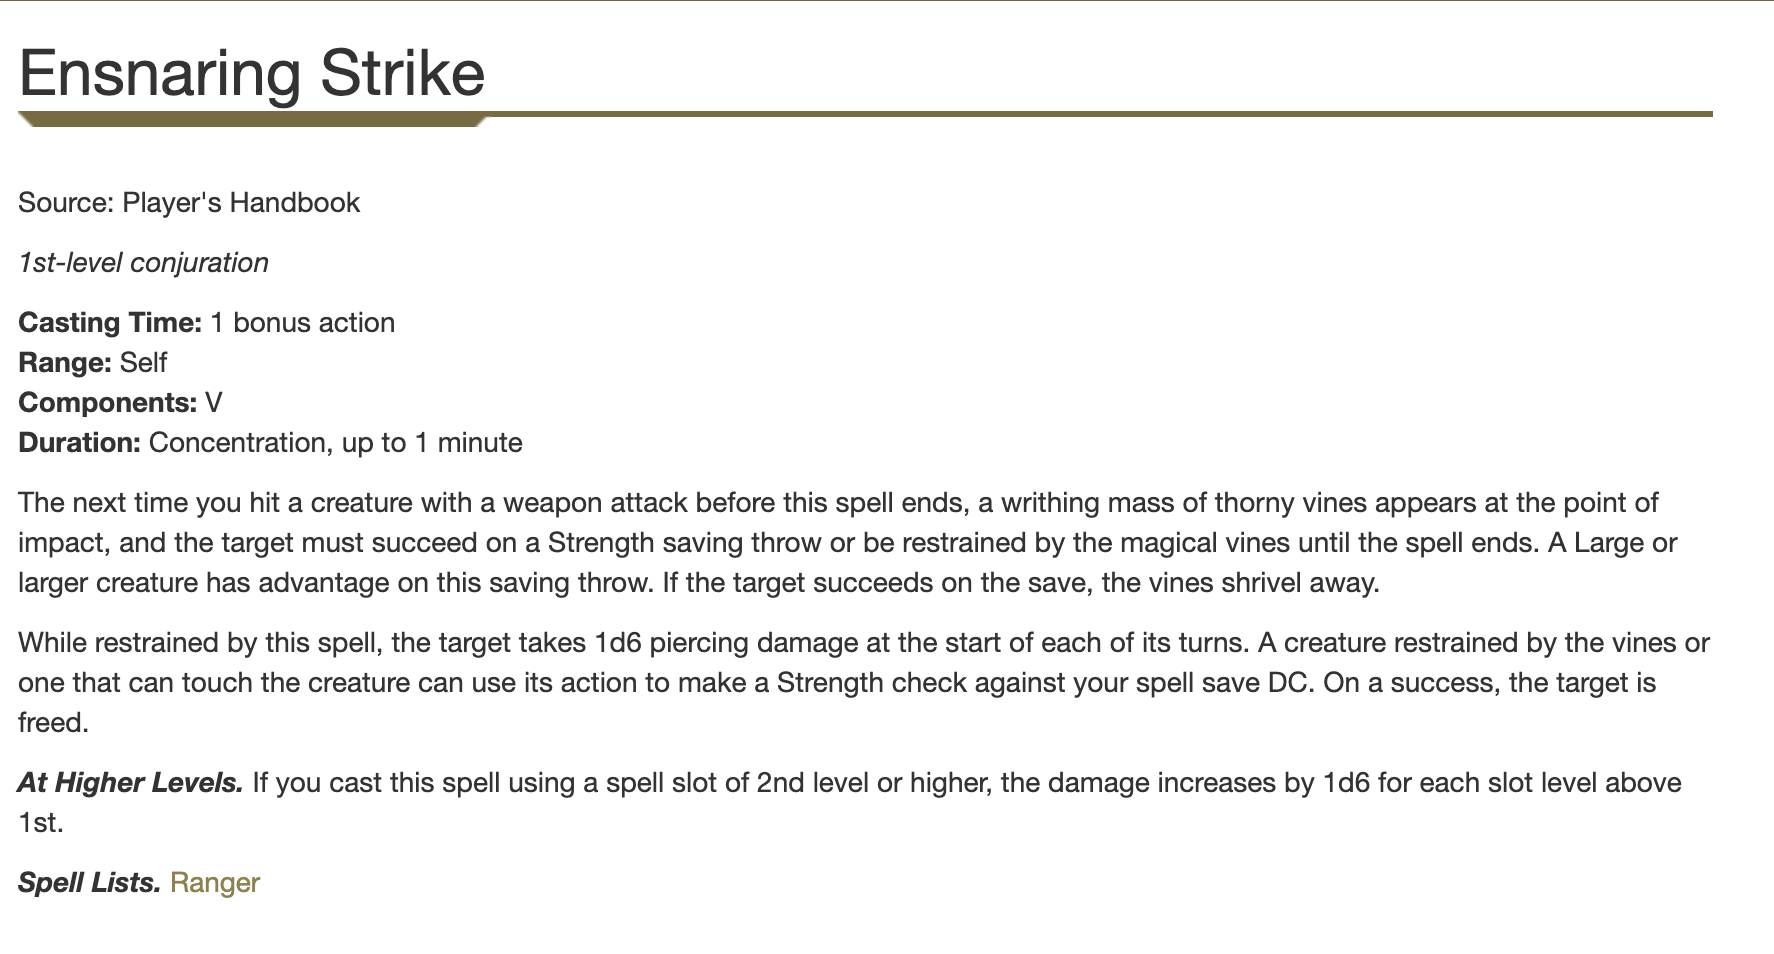 Ensnaring Strike
Source: Player's Handbook
1st-level conjuration
Casting Time: 1 bonus action
Range: Self
Components: V
Duration: Concentration, up to 1 minute
The next time you hit a creature with a weapon attack before this spell ends, a writhing mass of thorny vines appears at the point of
impact, and the target must succeed on a Strength saving throw or be restrained by the magical vines until the spell ends. A Large or
larger creature has advantage on this saving throw. If the target succeeds on the save, the vines shrivel away.
While restrained by this spell, the target takes 1d6 piercing damage at the start of each of its turns. A creature restrained by the vines or
one that can touch the creature can use its action to make a Strength check against your spell save DC. On a success, the target is
freed.
At Higher Levels. If you cast this spell using a spell slot of 2nd level or higher, the damage increases by 1d6 for each slot level above
1st.
Spell Lists. Ranger